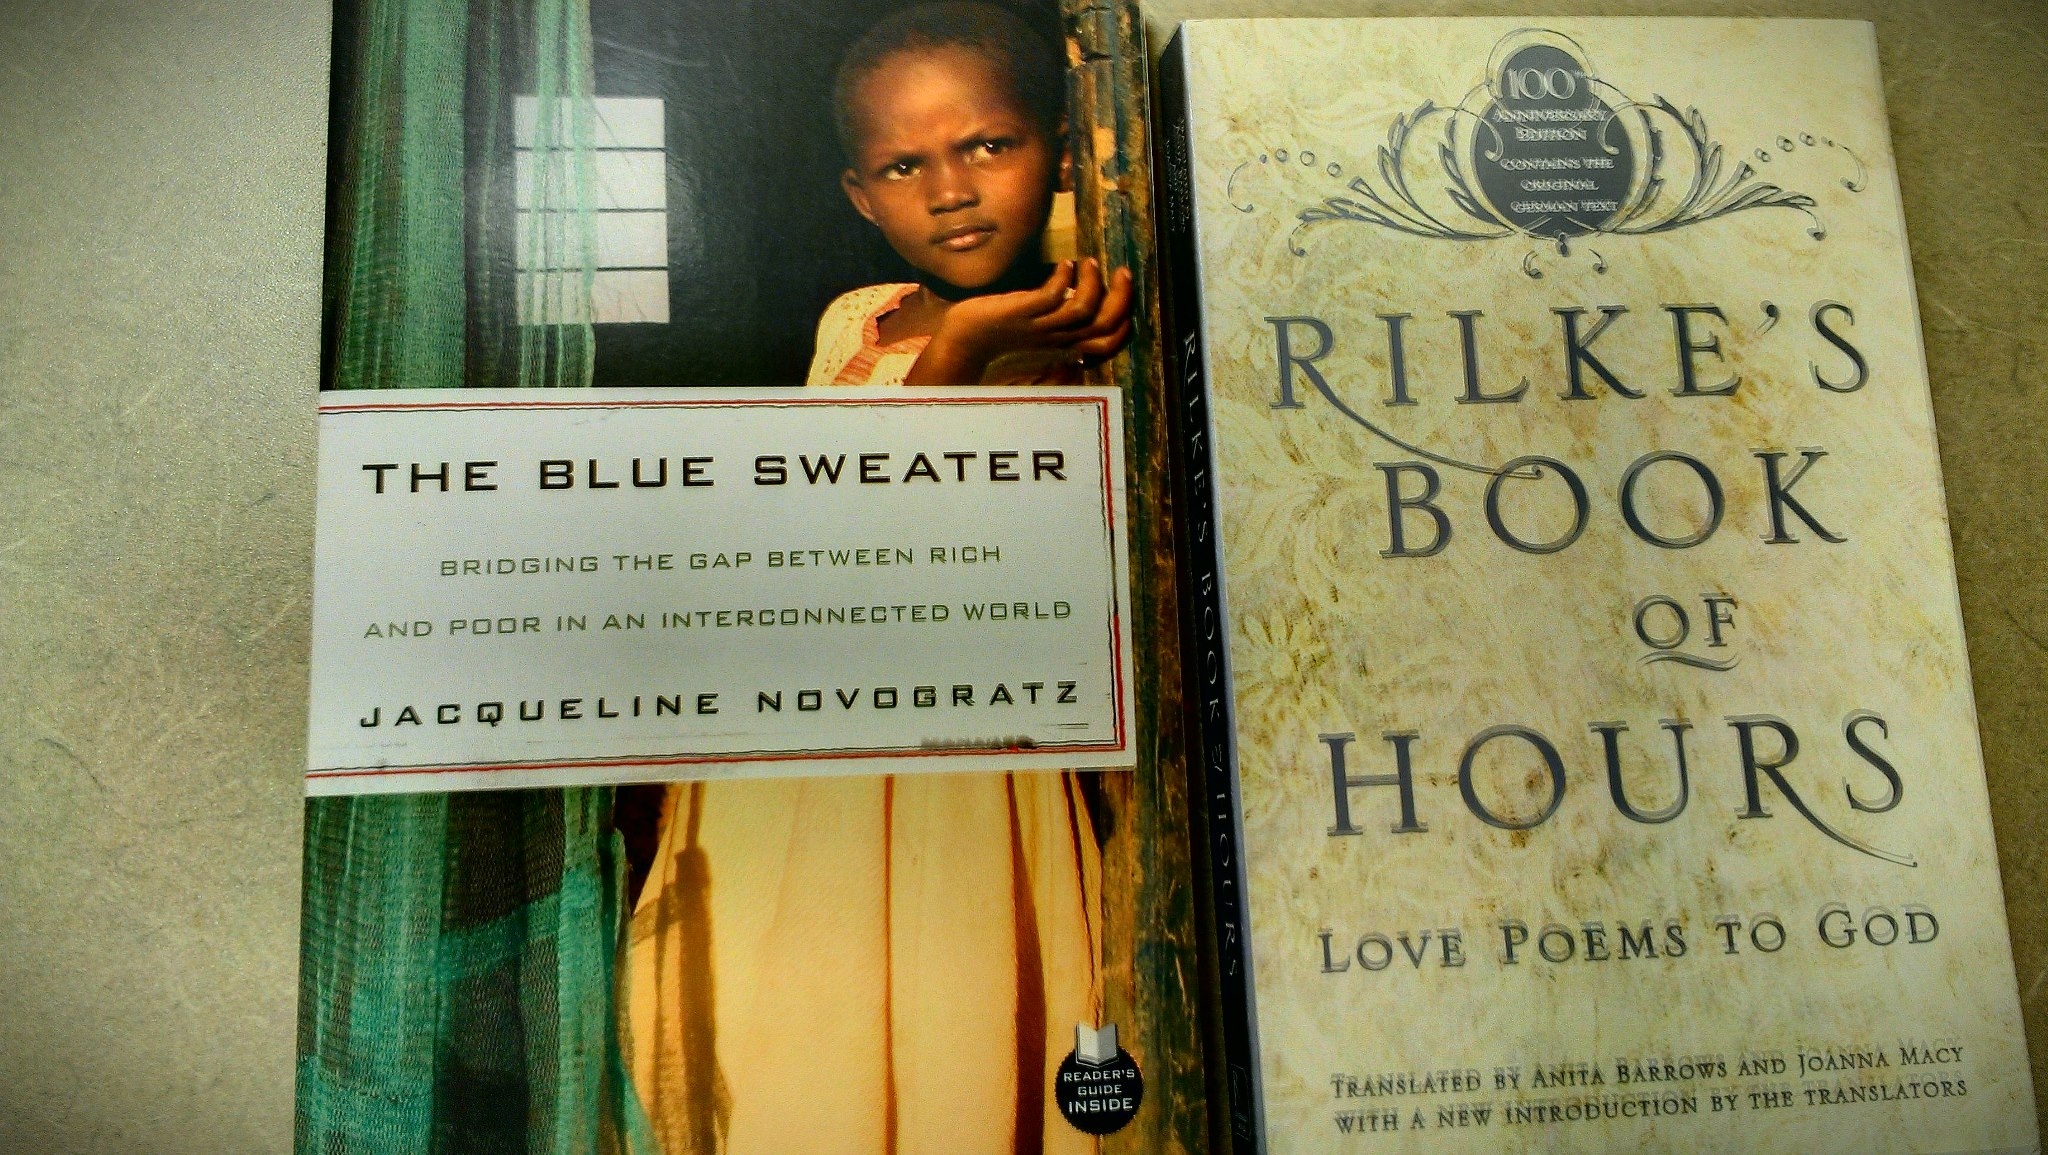 THE BLUE SWEATER
BRIDGING THE GAP BETWEEN RICH
AND POOR IN AN INTERCONNECTED WORLD
JACQUELINE NOVOGRATZ
READER'S
GUIDE
INSIDE
RILKE'S BOOK OF HOURS
100TH
ANNIVERSARY
EDITION
CONTAINS THE
ORIGINAL
GERMAN TEXT
RILKE'S
BOOK
OF
HOURS
LOVE POEMS TO GOD
TRANSLATED BY ANITA BARROWS AND JOANNA MACY
WITH A NEW INTRODUCTION BY THE TRANSLATORS